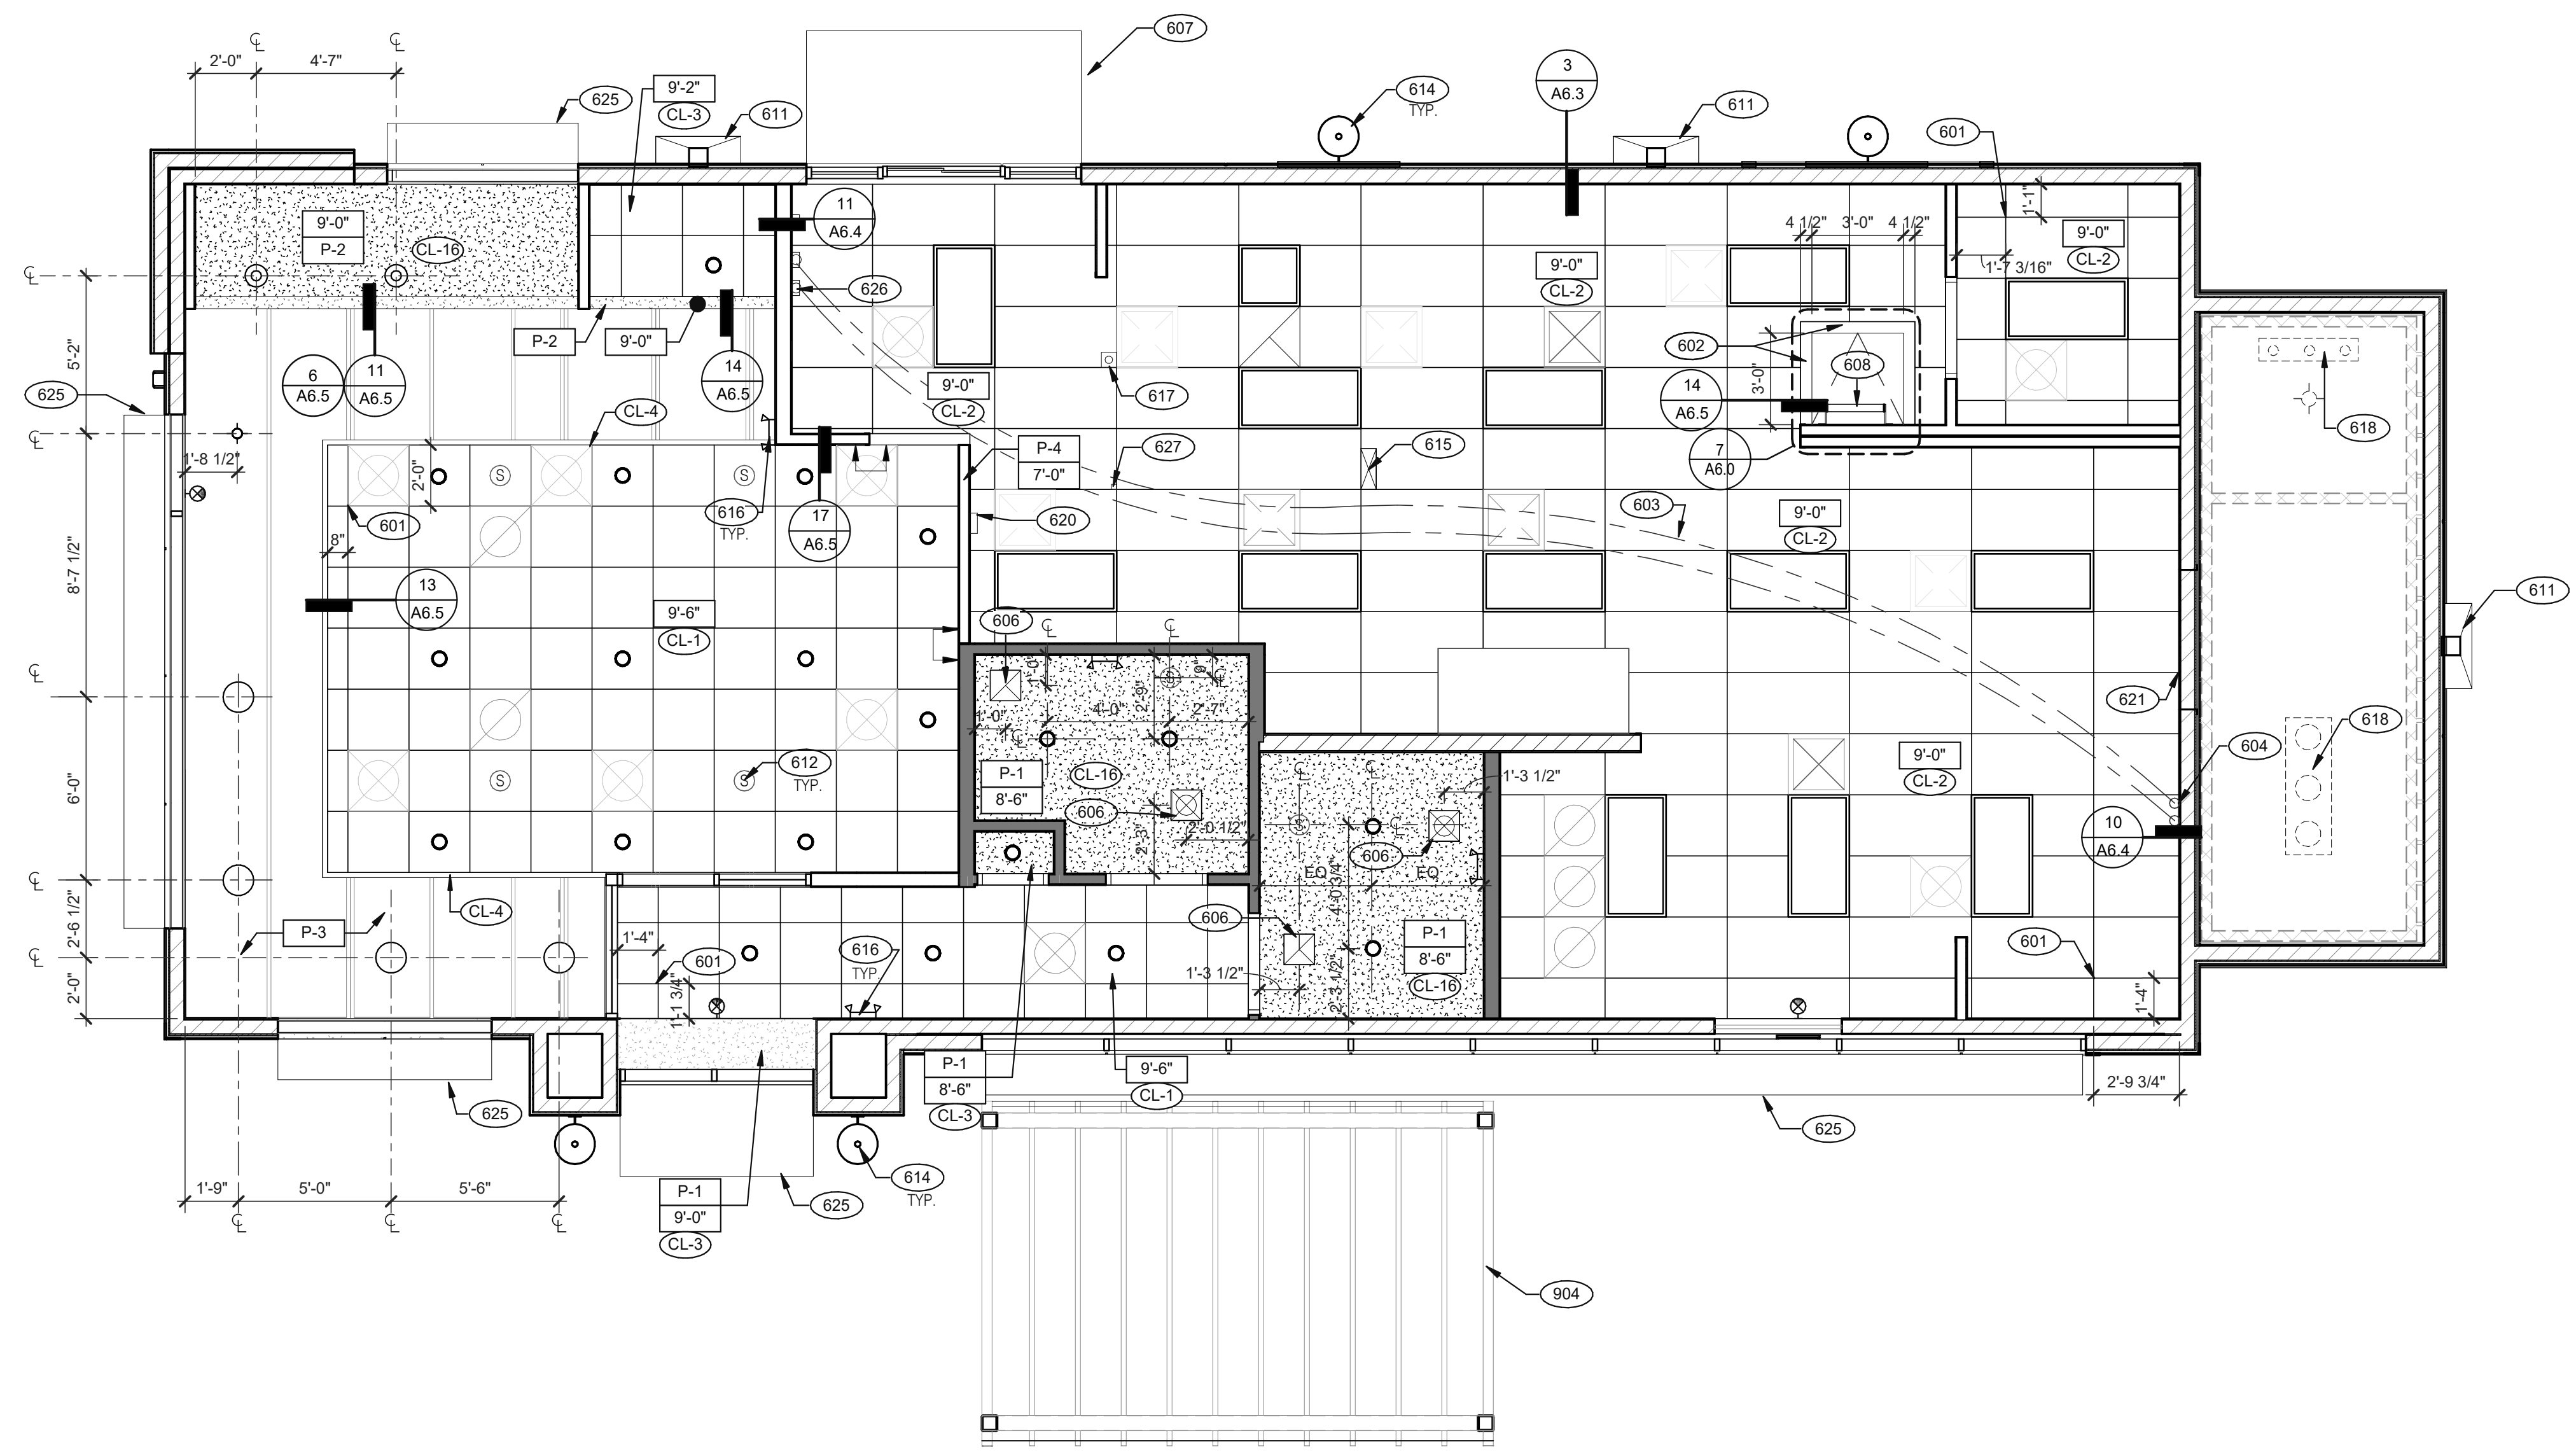 607
℄
℄
2'-0"
4'-7"
3
A6.3
9'-2"
CL-3
625
611
614
TYP.
611
601
11
A6.4
9'-0"
P-2
CL-16
4 1/2"
3'-0"
4 1/2"
1'-1"
9'-0"
CL-2
1'-7 3/16"
9'-0"
CL-2
℄
626
P-2
9'-0"
602
608
618
5'-2"
6
A6.5
11
A6.5
14
A6.5
9'-0"
CL-2
617
14
A6.5
3'-0"
625
CL-4
℄
P-4
7'-0"
627
615
7
A6.0
1'-8 1/2"
2'-0"
S
S
601
616
TYP.
17
A6.5
620
603
9'-0"
CL-2
8"
8'-7 1/2"
13
A6.5
9'-6"
CL-1
606
℄
℄
611
℄
1'-0"
2'-9"
S
9"
℄
621
618
1'-0"
4'-0"
2'-7"
℄
604
6'-0"
S
S
612
TYP.
P-1
8'-6"
CL-16
606
℄
℄
1'-3 1/2"
9'-0"
CL-2
2'-3"
2'-0 1/2"
S
℄
606
10
A6.4
℄
EQ
EQ
4'-0 3/4"
2'-6 1/2"
P-3
CL-4
606
P-1
8'-6"
CL-16
1'-4"
601
616
TYP.
601
℄
1'-3 1/2"
2'-3 1/2"
1'-4"
2'-0"
1'-1 3/4"
P-1
8'-6"
CL-3
9'-6"
CL-1
2'-9 3/4"
625
625
1'-9"
5'-0"
5'-6"
℄
℄
℄
P-1
9'-0"
CL-3
625
614
TYP.
904